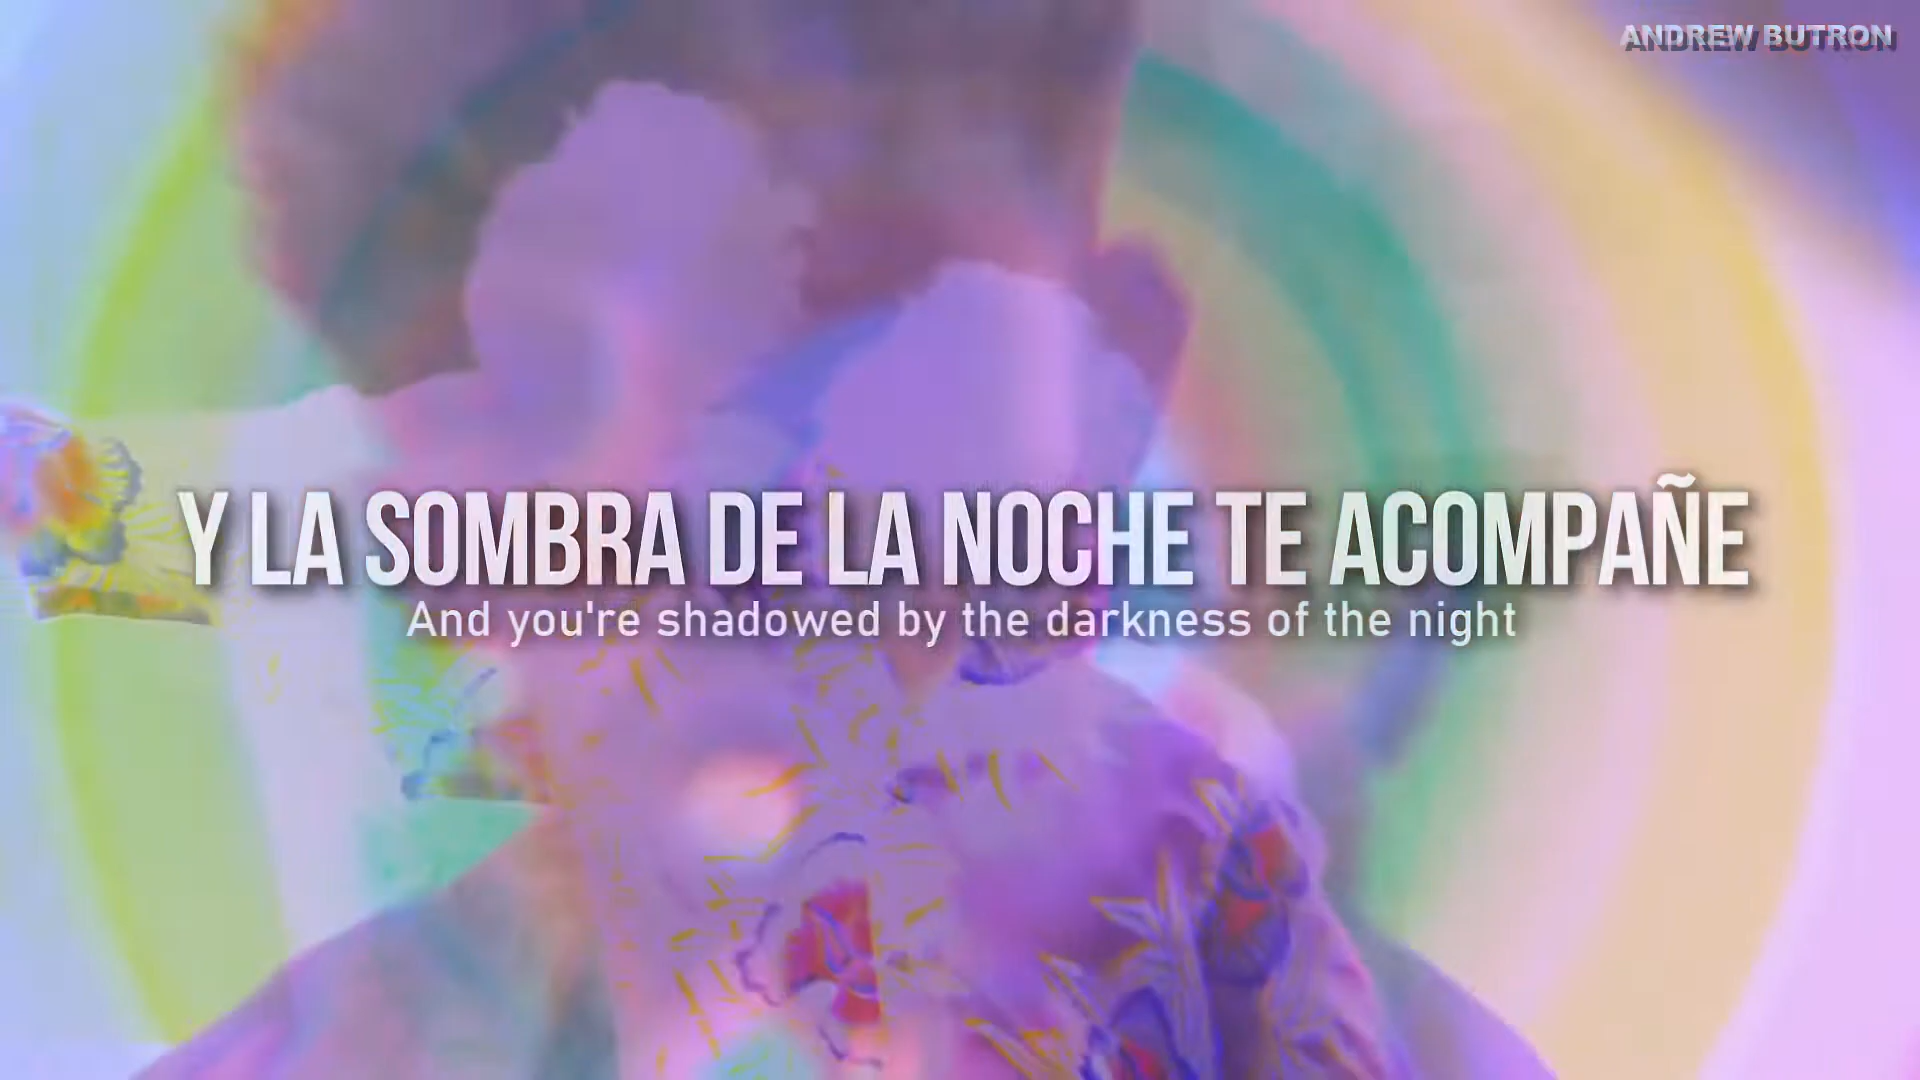 ANDREW BUTRON
Y LA SOMBRA DE LA NOCHE TE ACOMPAÑE
And you're shadowed by the darkness of the night